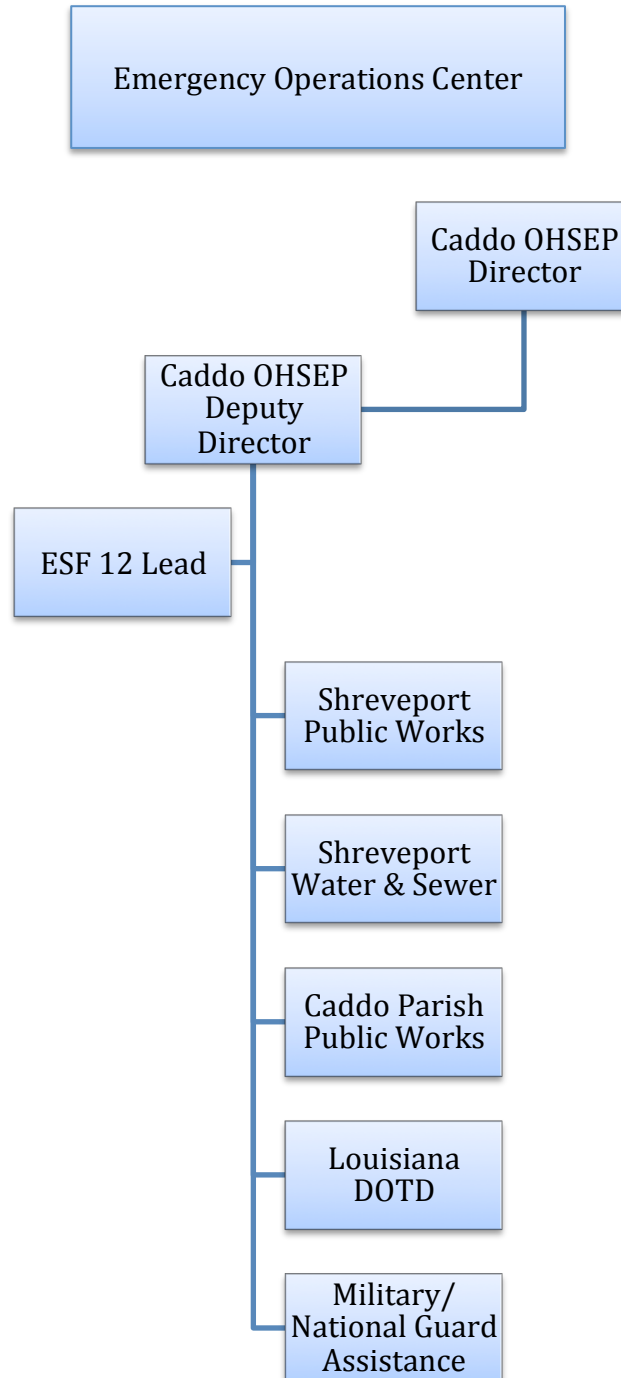 Emergency Operations Center
Caddo OHSEP
Director
Caddo OHSEP
Deputy
Director
ESF 12 Lead
Shreveport
Public Works
Shreveport
Water & Sewer
Caddo Parish
Public Works
Louisiana
DOTD
Military/
National Guard
Assistance